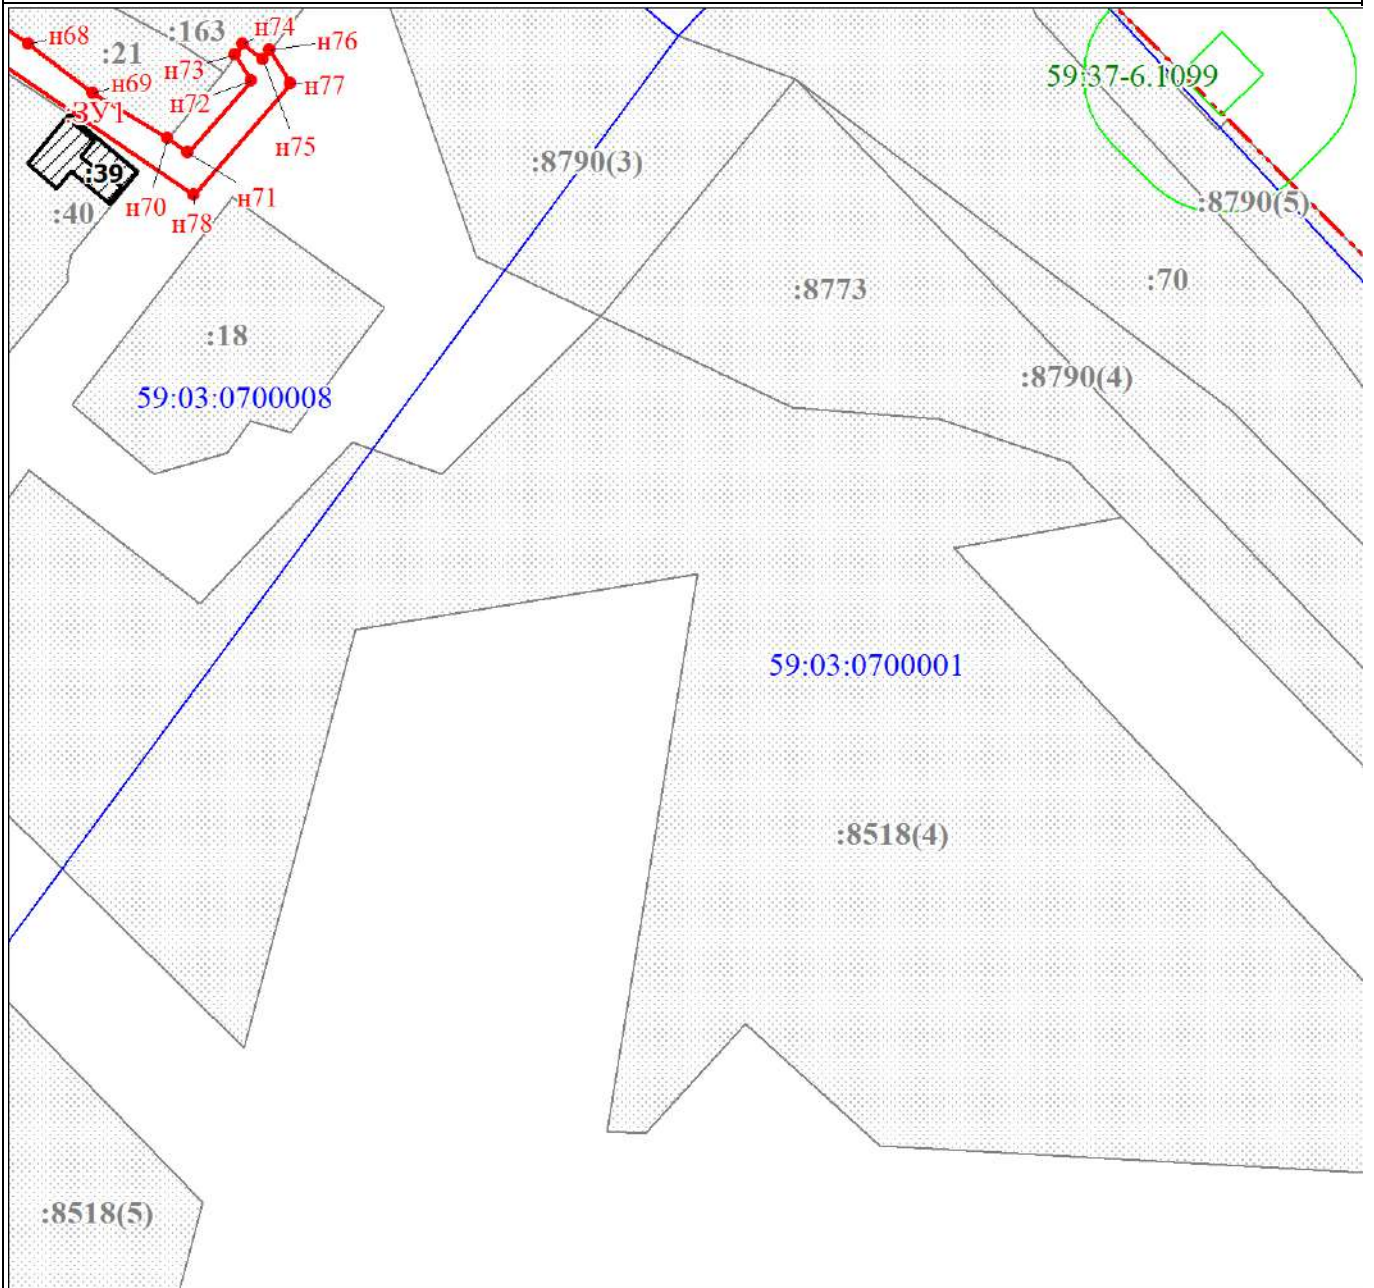 н68
:163
н74
н76
:21
н73
н77
59:37-6.1099
н69
н72
:ЗУ1
н75
:8790(3)
:39
н70
н71
:40
н78
:8790(5)
:70
:8773
:18
:8790(4)
59:03:0700008
59:03:0700001
:8518(4)
:8518(5)